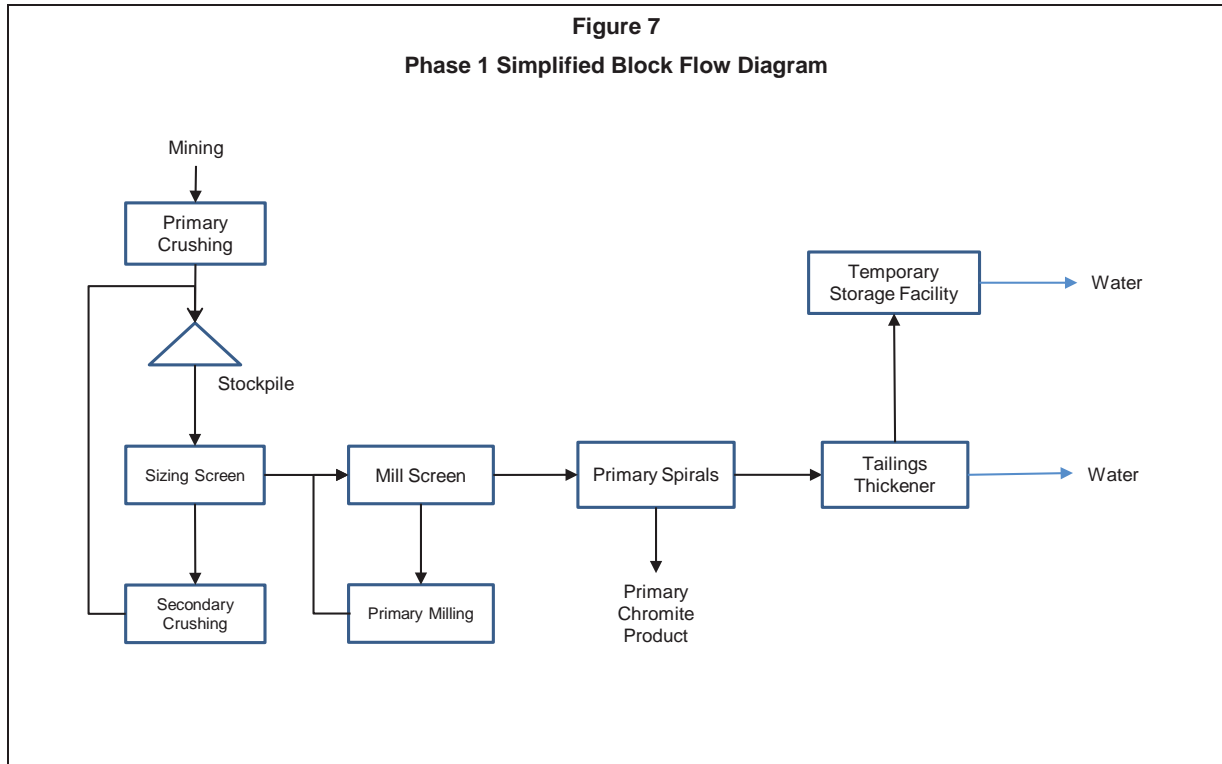 Figure 7
Phase 1 Simplified Block Flow Diagram
Mining
Primary
Crushing
Stockpile
Sizing Screen
Secondary
Crushing
Mill Screen
Primary Milling
Primary Spirals
Primary
Chromite
Product
Tailings
Thickener
Water
Temporary
Storage Facility
Water